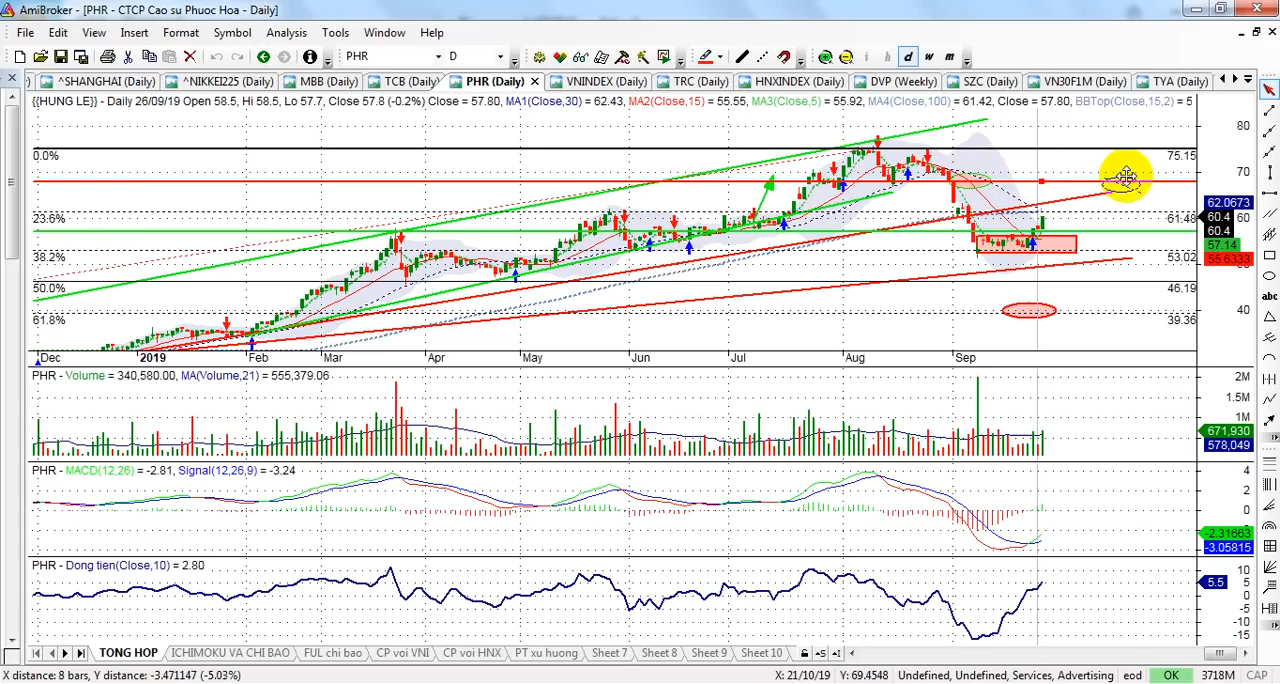 AmiBroker - [PHR - CTCP Cao su Phuoc Hoa - Daily]
File Edit View Insert Format Symbol Analysis Tools Window Help
PHR D i h d w m
^SHANGHAI (Daily) ^NIKKEI225 (Daily) MBB (Daily) TCB (Daily) PHR (Daily) VNINDEX (Daily) TRC (Daily) HNXINDEX (Daily) DVP (Weekly) SZC (Daily) VN30F1M (Daily) TYA (Daily)
{{HUNG LE}} - Daily 26/09/19 Open 58.5, Hi 58.5, Lo 57.7, Close 57.8 (-0.2%) Close = 57.80, MA1(Close,30) = 62.43, MA2(Close,15) = 55.55, MA3(Close,5) = 55.92, MA4(Close,100) = 61.42, Close = 57.80, BBTop(Close,15,2) = 5
80
0.0% 75.15
70
62.0673
23.6% 61.48 60
60.4
60.4
57.14
38.2% 53.02 55.6333
50.0% 46.19
61.8% 39.36 40
Dec 2019 Feb Mar Apr May Jun Jul Aug Sep
PHR - Volume = 340,580.00, MA(Volume,21) = 555,379.06
2M
1.5M
1M
671,930
578,049
PHR - MACD(12,26) = -2.81, Signal(12,26,9) = -3.24
4
2
0
-2.31663
-3.05815
PHR - Dong tien(Close,10) = 2.80
10
5
5.5
0
-5
-10
-15
TONG HOP ICHIMOKU VA CHI BAO FUL chi bao CP voi VNI CP voi HNX PT xu huong Sheet 7 Sheet 8 Sheet 9 Sheet 10
X distance: 8 bars, Y distance: -3.471147 (-5.03%) X: 21/10/19 Y: 69.4548 Undefined, Undefined, Services, Advertising eod OK 3718M CAP
abc